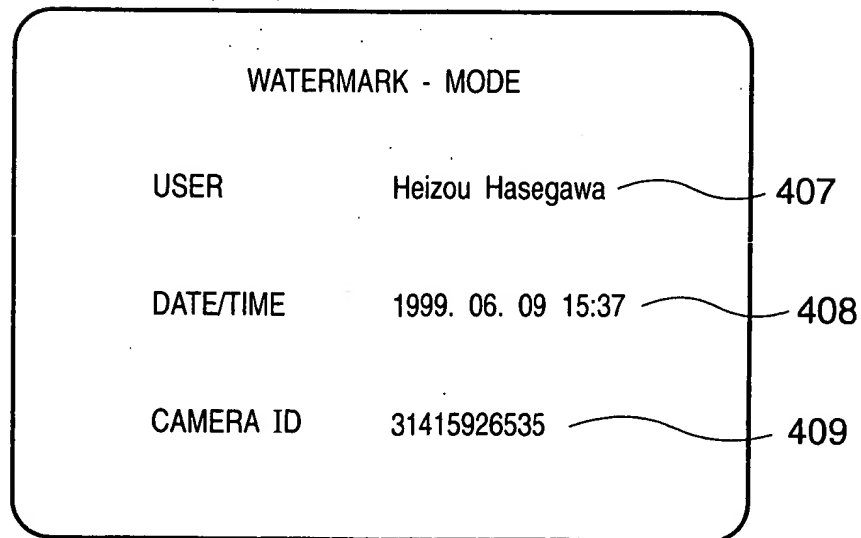 WATERMARK - MODE
USER Heizou Hasegawa 407
DATE/TIME 1999. 06. 09 15:37 408
CAMERA ID 31415926535 409